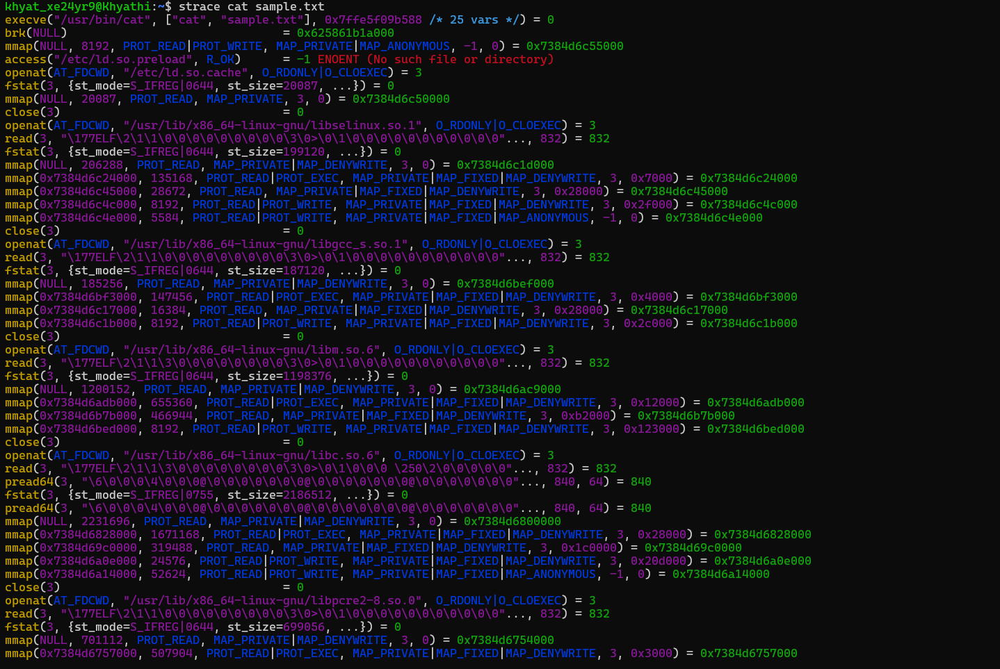 khyat_xe24yr9@Khyathi:~$ strace cat sample.txt
execve("/usr/bin/cat", ["cat", "sample.txt"], 0x7ffe5f09b588 /* 25 vars */) = 0
brk(NULL)                               = 0x625861b1a000
mmap(NULL, 8192, PROT_READ|PROT_WRITE, MAP_PRIVATE|MAP_ANONYMOUS, -1, 0) = 0x7384d6c55000
access("/etc/ld.so.preload", R_OK)      = -1 ENOENT (No such file or directory)
openat(AT_FDCWD, "/etc/ld.so.cache", O_RDONLY|O_CLOEXEC) = 3
fstat(3, {st_mode=S_IFREG|0644, st_size=20087, ...}) = 0
mmap(NULL, 20087, PROT_READ, MAP_PRIVATE, 3, 0) = 0x7384d6c50000
close(3)                                = 0
openat(AT_FDCWD, "/usr/lib/x86_64-linux-gnu/libselinux.so.1", O_RDONLY|O_CLOEXEC) = 3
read(3, "\177ELF\2\1\1\0\0\0\0\0\0\0\0\0\3\0>\0\1\0\0\0\0\0\0\0\0\0\0\0"..., 832) = 832
fstat(3, {st_mode=S_IFREG|0644, st_size=199120, ...}) = 0
mmap(NULL, 206288, PROT_READ, MAP_PRIVATE|MAP_DENYWRITE, 3, 0) = 0x7384d6c1d000
mmap(0x7384d6c24000, 135168, PROT_READ|PROT_EXEC, MAP_PRIVATE|MAP_FIXED|MAP_DENYWRITE, 3, 0x7000) = 0x7384d6c24000
mmap(0x7384d6c45000, 28672, PROT_READ, MAP_PRIVATE|MAP_FIXED|MAP_DENYWRITE, 3, 0x28000) = 0x7384d6c45000
mmap(0x7384d6c4c000, 8192, PROT_READ|PROT_WRITE, MAP_PRIVATE|MAP_FIXED|MAP_DENYWRITE, 3, 0x2f000) = 0x7384d6c4c000
mmap(0x7384d6c4e000, 5584, PROT_READ|PROT_WRITE, MAP_PRIVATE|MAP_FIXED|MAP_ANONYMOUS, -1, 0) = 0x7384d6c4e000
close(3)                                = 0
openat(AT_FDCWD, "/usr/lib/x86_64-linux-gnu/libgcc_s.so.1", O_RDONLY|O_CLOEXEC) = 3
read(3, "\177ELF\2\1\1\0\0\0\0\0\0\0\0\0\3\0>\0\1\0\0\0\0\0\0\0\0\0\0\0"..., 832) = 832
fstat(3, {st_mode=S_IFREG|0644, st_size=187120, ...}) = 0
mmap(NULL, 185256, PROT_READ, MAP_PRIVATE|MAP_DENYWRITE, 3, 0) = 0x7384d6bef000
mmap(0x7384d6bf3000, 147456, PROT_READ|PROT_EXEC, MAP_PRIVATE|MAP_FIXED|MAP_DENYWRITE, 3, 0x4000) = 0x7384d6bf3000
mmap(0x7384d6c17000, 16384, PROT_READ, MAP_PRIVATE|MAP_FIXED|MAP_DENYWRITE, 3, 0x28000) = 0x7384d6c17000
mmap(0x7384d6c1b000, 8192, PROT_READ|PROT_WRITE, MAP_PRIVATE|MAP_FIXED|MAP_DENYWRITE, 3, 0x2c000) = 0x7384d6c1b000
close(3)                                = 0
openat(AT_FDCWD, "/usr/lib/x86_64-linux-gnu/libm.so.6", O_RDONLY|O_CLOEXEC) = 3
read(3, "\177ELF\2\1\1\3\0\0\0\0\0\0\0\0\3\0>\0\1\0\0\0\0\0\0\0\0\0\0\0"..., 832) = 832
fstat(3, {st_mode=S_IFREG|0644, st_size=1198376, ...}) = 0
mmap(NULL, 1200152, PROT_READ, MAP_PRIVATE|MAP_DENYWRITE, 3, 0) = 0x7384d6ac9000
mmap(0x7384d6adb000, 655360, PROT_READ|PROT_EXEC, MAP_PRIVATE|MAP_FIXED|MAP_DENYWRITE, 3, 0x12000) = 0x7384d6adb000
mmap(0x7384d6b7b000, 466944, PROT_READ, MAP_PRIVATE|MAP_FIXED|MAP_DENYWRITE, 3, 0xb2000) = 0x7384d6b7b000
mmap(0x7384d6bed000, 8192, PROT_READ|PROT_WRITE, MAP_PRIVATE|MAP_FIXED|MAP_DENYWRITE, 3, 0x123000) = 0x7384d6bed000
close(3)                                = 0
openat(AT_FDCWD, "/usr/lib/x86_64-linux-gnu/libc.so.6", O_RDONLY|O_CLOEXEC) = 3
read(3, "\177ELF\2\1\1\3\0\0\0\0\0\0\0\0\3\0>\0\1\0\0\0 \250\2\0\0\0\0\0"..., 832) = 832
pread64(3, "\6\0\0\0\4\0\0\0@\0\0\0\0\0\0\0@\0\0\0\0\0\0\0@\0\0\0\0\0\0\0"..., 840, 64) = 840
fstat(3, {st_mode=S_IFREG|0755, st_size=2186512, ...}) = 0
pread64(3, "\6\0\0\0\4\0\0\0@\0\0\0\0\0\0\0@\0\0\0\0\0\0\0@\0\0\0\0\0\0\0"..., 840, 64) = 840
mmap(NULL, 2231696, PROT_READ, MAP_PRIVATE|MAP_DENYWRITE, 3, 0) = 0x7384d6800000
mmap(0x7384d6828000, 1671168, PROT_READ|PROT_EXEC, MAP_PRIVATE|MAP_FIXED|MAP_DENYWRITE, 3, 0x28000) = 0x7384d6828000
mmap(0x7384d69c0000, 319488, PROT_READ, MAP_PRIVATE|MAP_FIXED|MAP_DENYWRITE, 3, 0x1c0000) = 0x7384d69c0000
mmap(0x7384d6a0e000, 24576, PROT_READ|PROT_WRITE, MAP_PRIVATE|MAP_FIXED|MAP_DENYWRITE, 3, 0x20d000) = 0x7384d6a0e000
mmap(0x7384d6a14000, 52624, PROT_READ|PROT_WRITE, MAP_PRIVATE|MAP_FIXED|MAP_ANONYMOUS, -1, 0) = 0x7384d6a14000
close(3)                                = 0
openat(AT_FDCWD, "/usr/lib/x86_64-linux-gnu/libpcre2-8.so.0", O_RDONLY|O_CLOEXEC) = 3
read(3, "\177ELF\2\1\1\0\0\0\0\0\0\0\0\0\3\0>\0\1\0\0\0\0\0\0\0\0\0\0\0"..., 832) = 832
fstat(3, {st_mode=S_IFREG|0644, st_size=699056, ...}) = 0
mmap(NULL, 701112, PROT_READ, MAP_PRIVATE|MAP_DENYWRITE, 3, 0) = 0x7384d6754000
mmap(0x7384d6757000, 507904, PROT_READ|PROT_EXEC, MAP_PRIVATE|MAP_FIXED|MAP_DENYWRITE, 3, 0x3000) = 0x7384d6757000